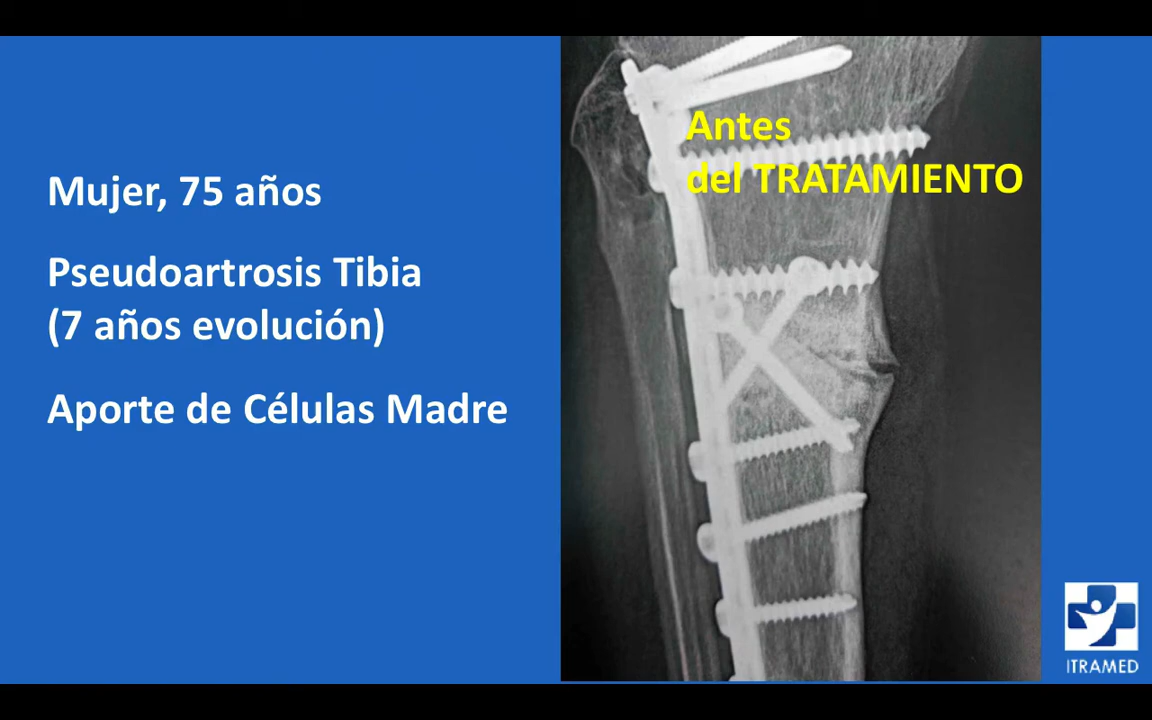 Mujer, 75 años
Pseudoartrosis Tibia
(7 años evolución)
Aporte de Células Madre
Antes
del TRATAMIENTO
ITRAMED